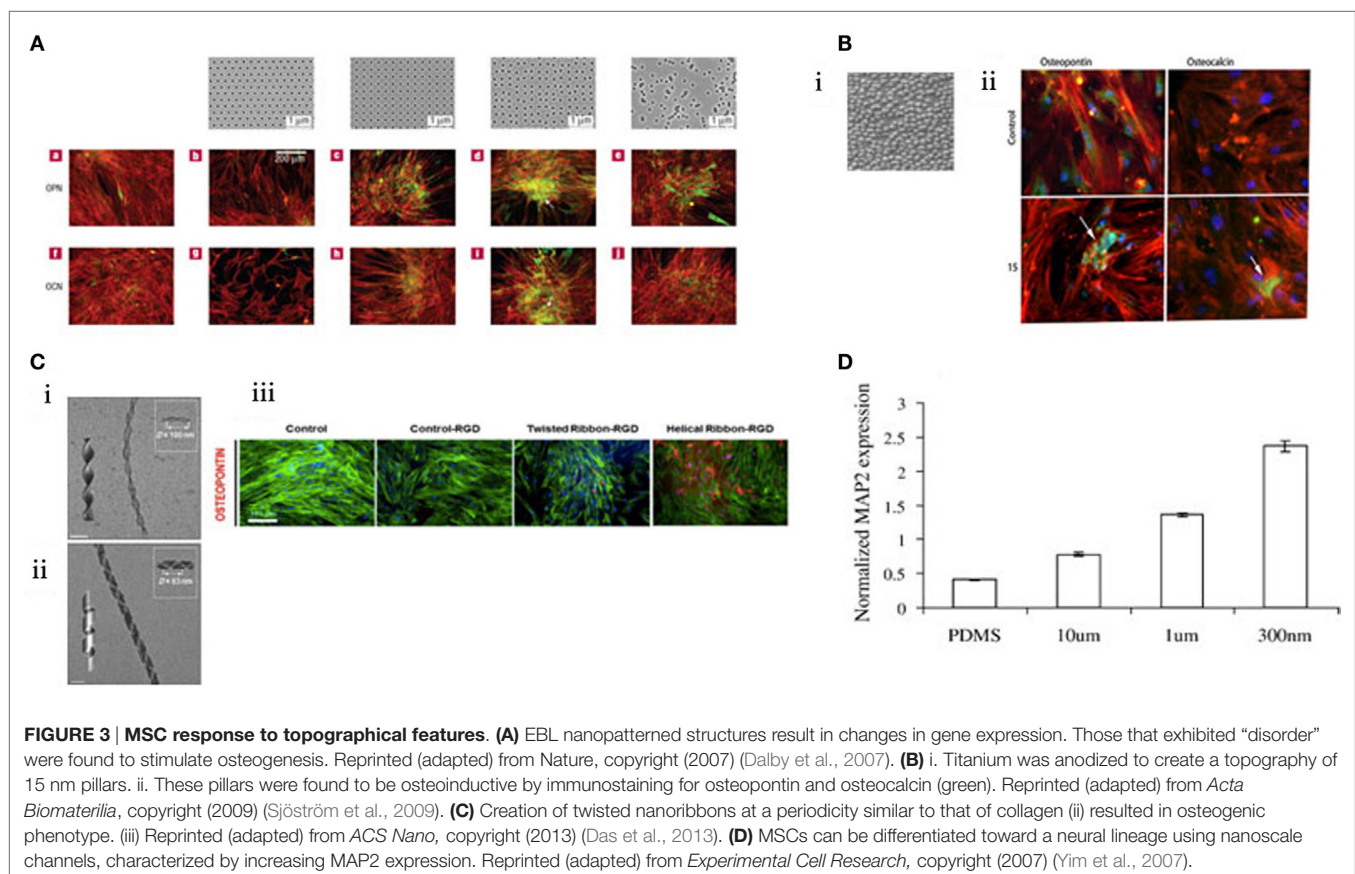 A
1 µm
1 µm
1 µm
1 µm
a
b
200 µm
c
d
e
OPN
f
g
h
i
j
OCN
B
i
ii
Osteopontin
Osteocalcin
Control
15
C
i
ii
iii
Control
Control-RGD
Twisted Ribbon-RGD
Helical Ribbon-RGD
OSTEOPONTIN
D
Normalized MAP2 expression
3
2.5
2
1.5
1
0.5
0
PDMS
10um
1um
300nm
FIGURE 3 | MSC response to topographical features. (A) EBL nanopatterned structures result in changes in gene expression. Those that exhibited “disorder”
were found to stimulate osteogenesis. Reprinted (adapted) from Nature, copyright (2007) (Dalby et al., 2007). (B) i. Titanium was anodized to create a topography of
15 nm pillars. ii. These pillars were found to be osteoinductive by immunostaining for osteopontin and osteocalcin (green). Reprinted (adapted) from Acta
Biomaterilia, copyright (2009) (Sjöström et al., 2009). (C) Creation of twisted nanoribbons at a periodicity similar to that of collagen (ii) resulted in osteogenic
phenotype. (iii) Reprinted (adapted) from ACS Nano, copyright (2013) (Das et al., 2013). (D) MSCs can be differentiated toward a neural lineage using nanoscale
channels, characterized by increasing MAP2 expression. Reprinted (adapted) from Experimental Cell Research, copyright (2007) (Yim et al., 2007).